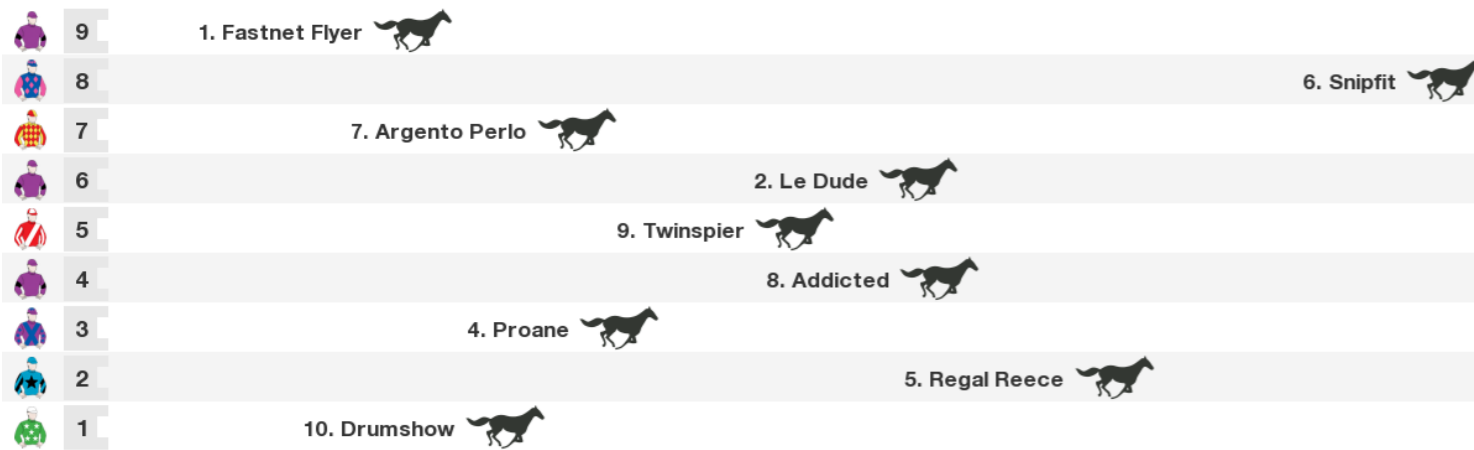 9 1. Fastnet Flyer
8 6. Snipfit
7 7. Argento Perlo
6 2. Le Dude
5 9. Twinspier
4 8. Addicted
3 4. Proane
2 5. Regal Reece
1 10. Drumshow